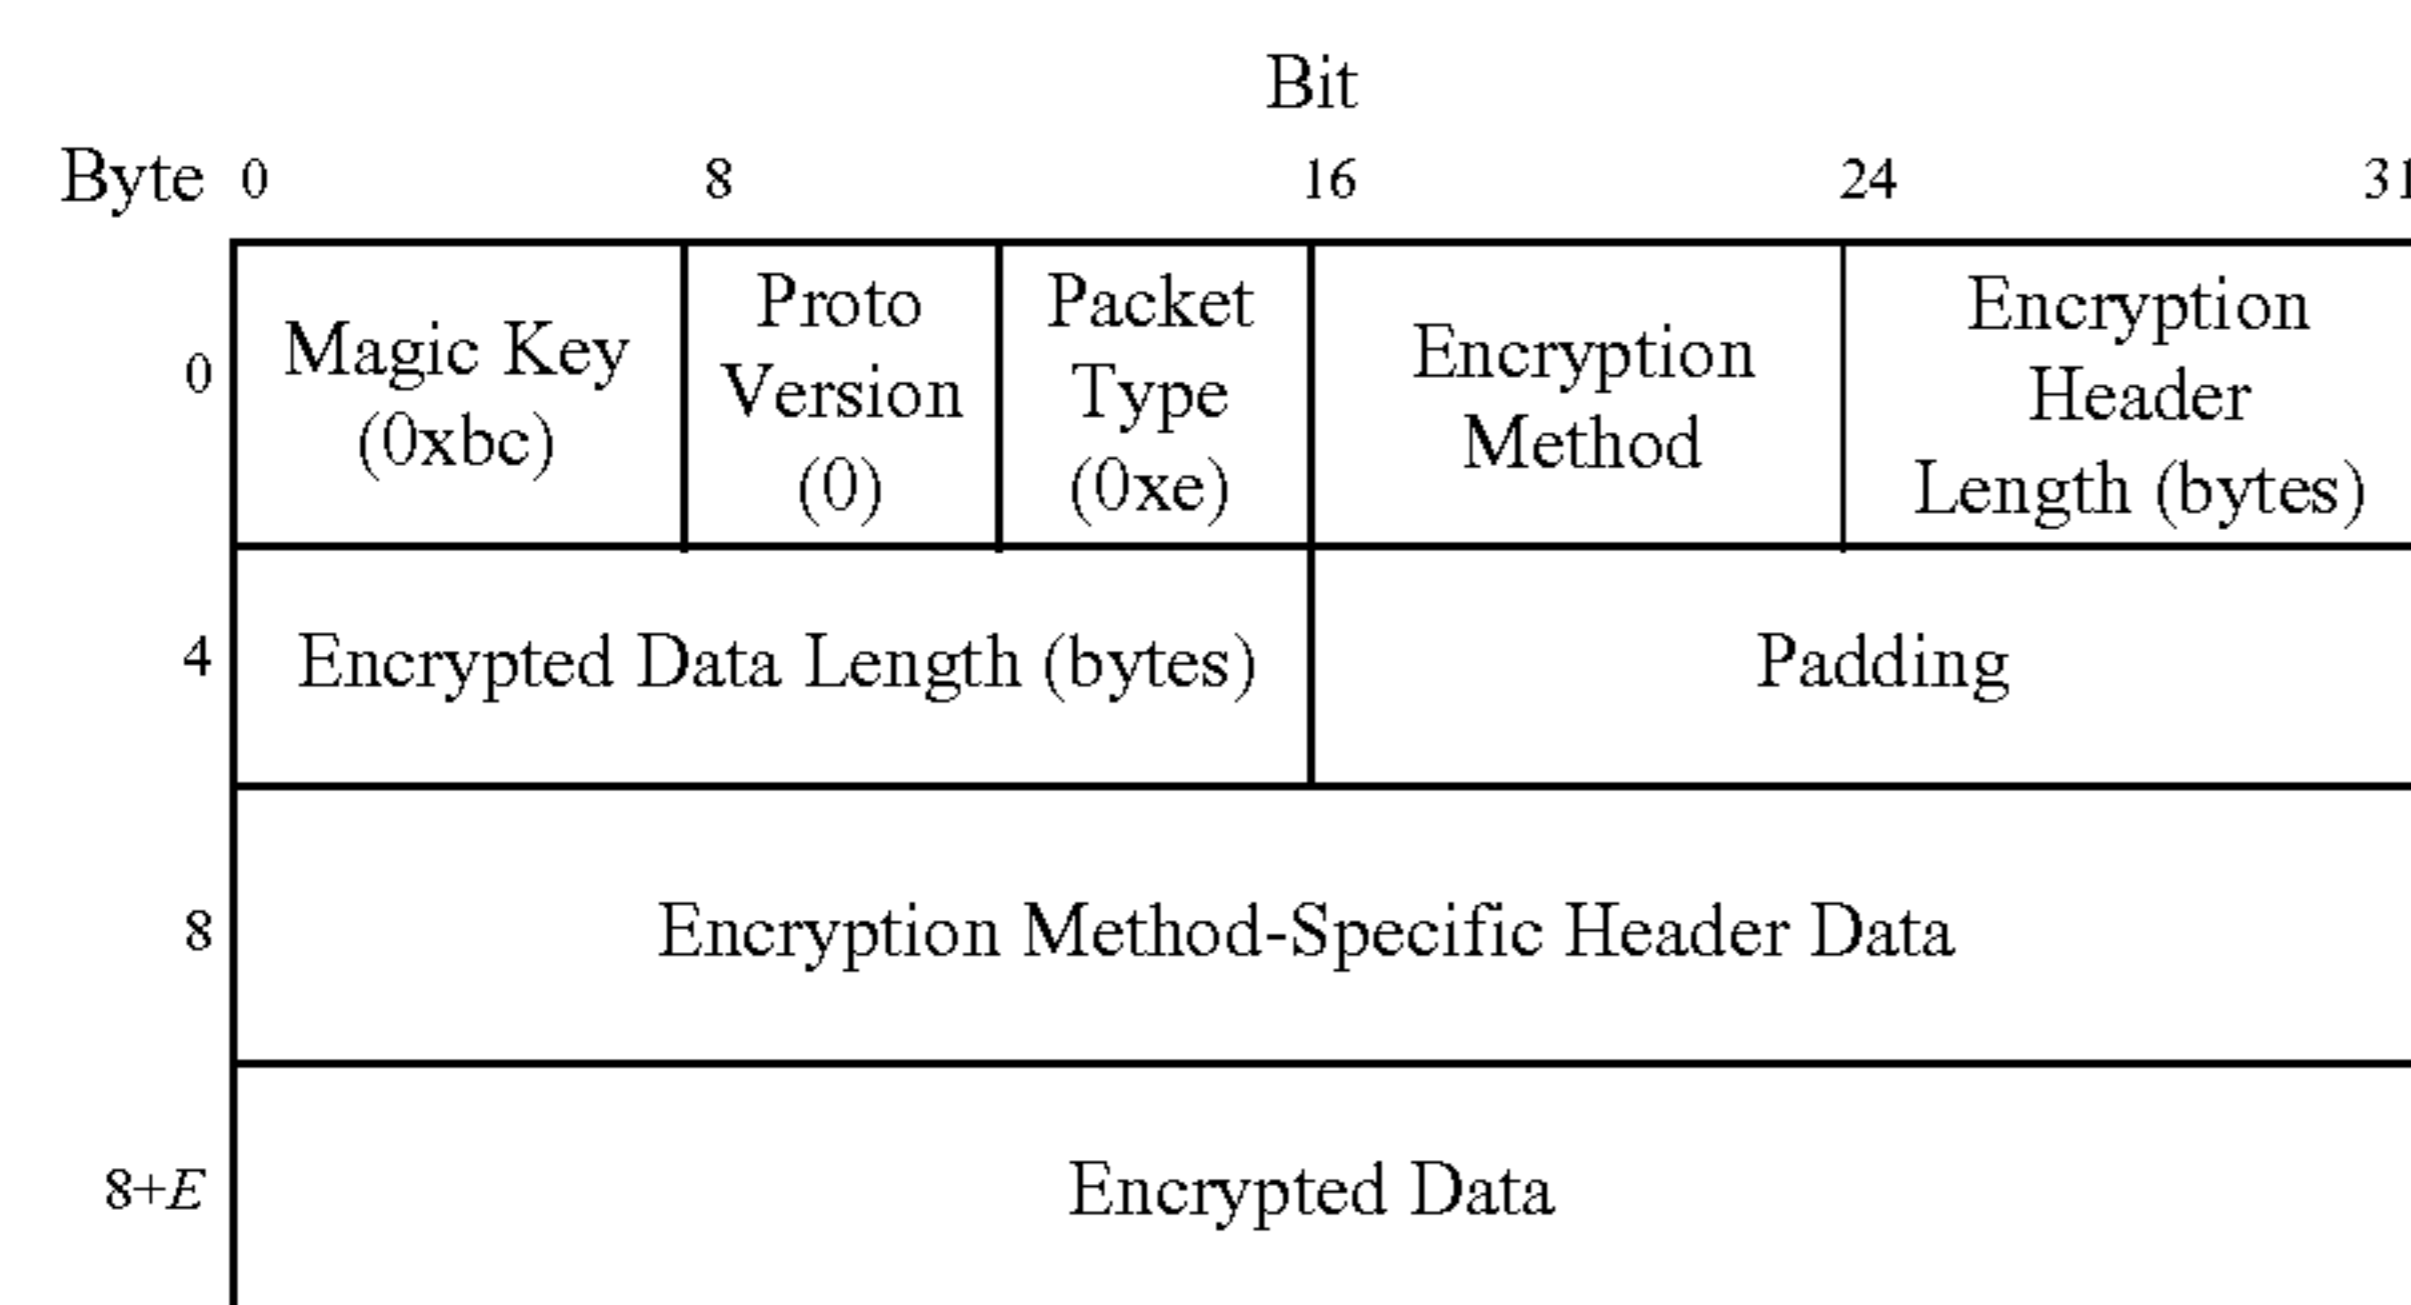 Bit
Byte 0 8 16 24 31
0
Magic Key
(0xbc)
Proto
Version
(0)
Packet
Type
(0xe)
Encryption
Method
Encryption
Header
Length (bytes)
4
Encrypted Data Length (bytes)
Padding
8
Encryption Method-Specific Header Data
8+E
Encrypted Data